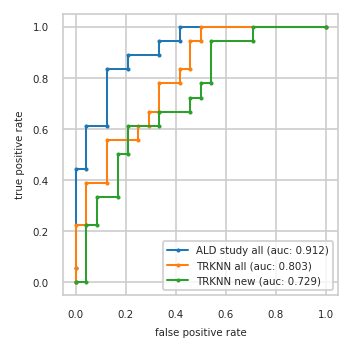 1.0
0.8
0.6
0.4
0.2
0.0
true positive rate
ALD study all (auc: 0.912)
TRKNN all (auc: 0.803)
TRKNN new (auc: 0.729)
0.0 0.2 0.4 0.6 0.8 1.0
false positive rate